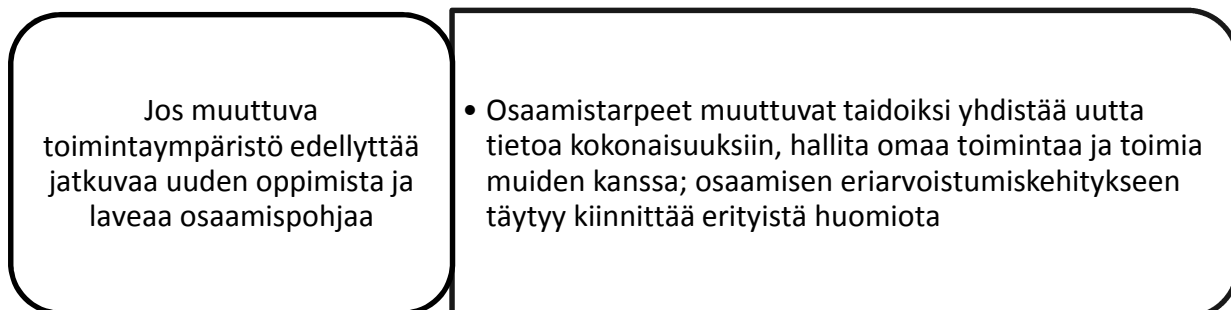 Jos muuttuva
toimintaympäristö edellyttää
jatkuvaa uuden oppimista ja
laveaa osaamispohjaa
• Osaamistarpeet muuttuvat taidoiksi yhdistää uutta
tietoa kokonaisuuksiin, hallita omaa toimintaa ja toimia
muiden kanssa; osaamisen eriarvoistumiskehitykseen
täytyy kiinnittää erityistä huomiota